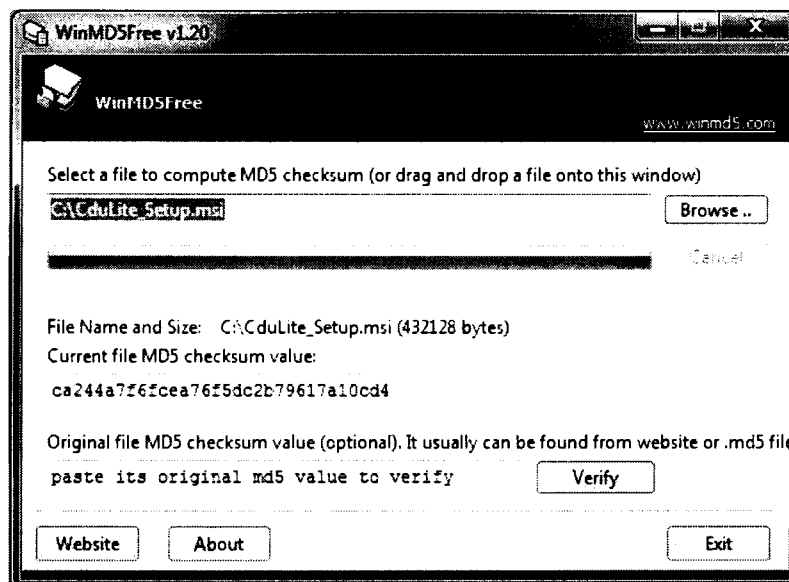 WinMD5Free v1.20
WinMD5Free
www.winmd5.com
Select a file to compute MD5 checksum (or drag and drop a file onto this window)
C:\CduLite_Setup.msi
Browse ..
Cancel
File Name and Size: C:\CduLite_Setup.msi (432128 bytes)
Current file MD5 checksum value:
ca244a7f6fcea76f5dc2b79617a10cd4
Original file MD5 checksum value (optional). It usually can be found from website or .md5 file
paste its original md5 value to verify
Verify
Website About Exit